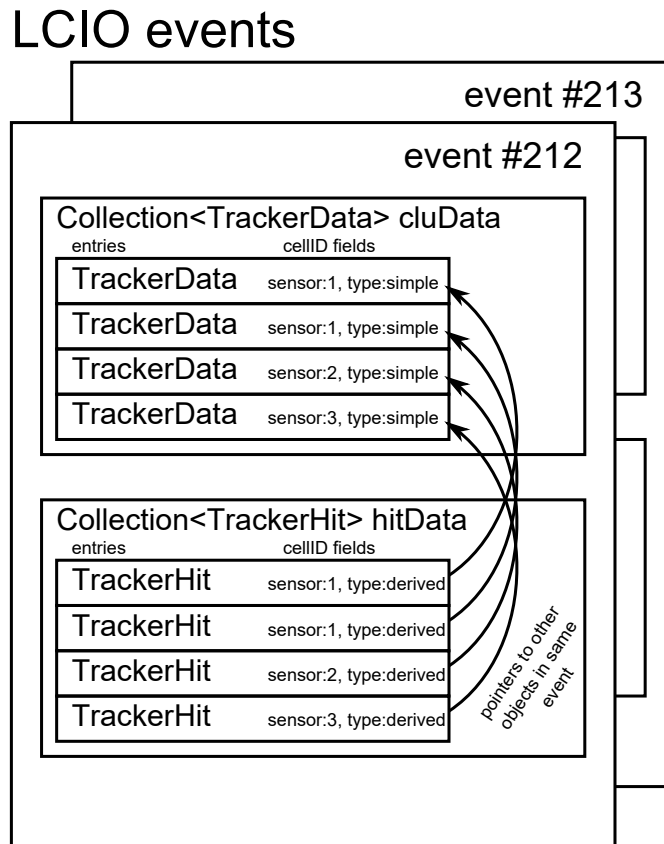 LCIO events
event #213
event #212
Collection<TrackerData> cluData
entries cellID fields
TrackerData sensor:1, type:simple
TrackerData sensor:1, type:simple
TrackerData sensor:2, type:simple
TrackerData sensor:3, type:simple
Collection<TrackerHit> hitData
entries cellID fields
TrackerHit sensor:1, type:derived
TrackerHit sensor:1, type:derived
TrackerHit sensor:2, type:derived
TrackerHit sensor:3, type:derived
pointers to other
objects in same
event